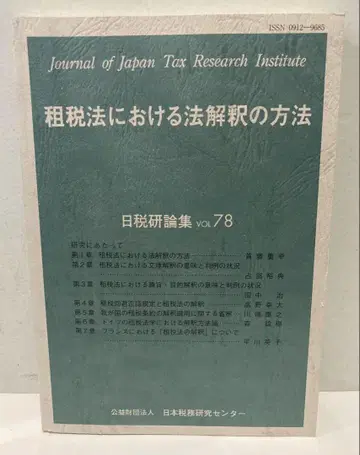 ISSN 0912-9685
Journal of Japan Tax Research Institute
租税法における法解釈の方法
日税研論集 VOL 78
研究にあたって
第1章 租税法における法解釈の方法
第2章 租税法における文理解釈の意味と判例の状況
占部裕典
第3章 租税法における趣旨・目的解釈の意味と判例の状況
田中 治
第4章 租税回避否認規定と租税法の解釈
第5章 我が国の租税条約の解釈適用に関する省察
第6章 ドイツの租税法学における解釈方法論
第7章 フランスにおける「租税法の解釈」について
公益財団法人 日本税務研究センター